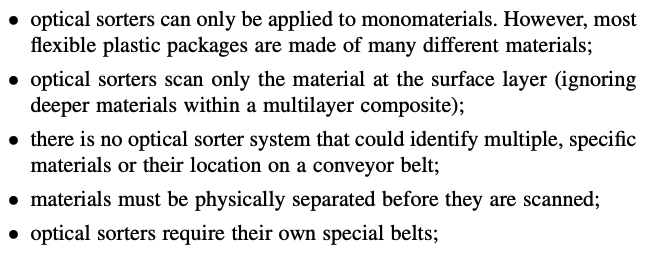 • optical sorters can only be applied to monomaterials. However, most
flexible plastic packages are made of many different materials;
• optical sorters scan only the material at the surface layer (ignoring
deeper materials within a multilayer composite);
• there is no optical sorter system that could identify multiple, specific
materials or their location on a conveyor belt;
• materials must be physically separated before they are scanned;
• optical sorters require their own special belts;